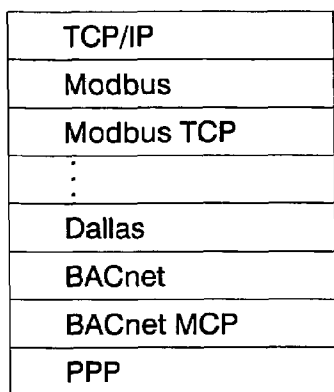 TCP/IP
Modbus
Modbus TCP
⋮
Dallas
BACnet
BACnet MCP
PPP